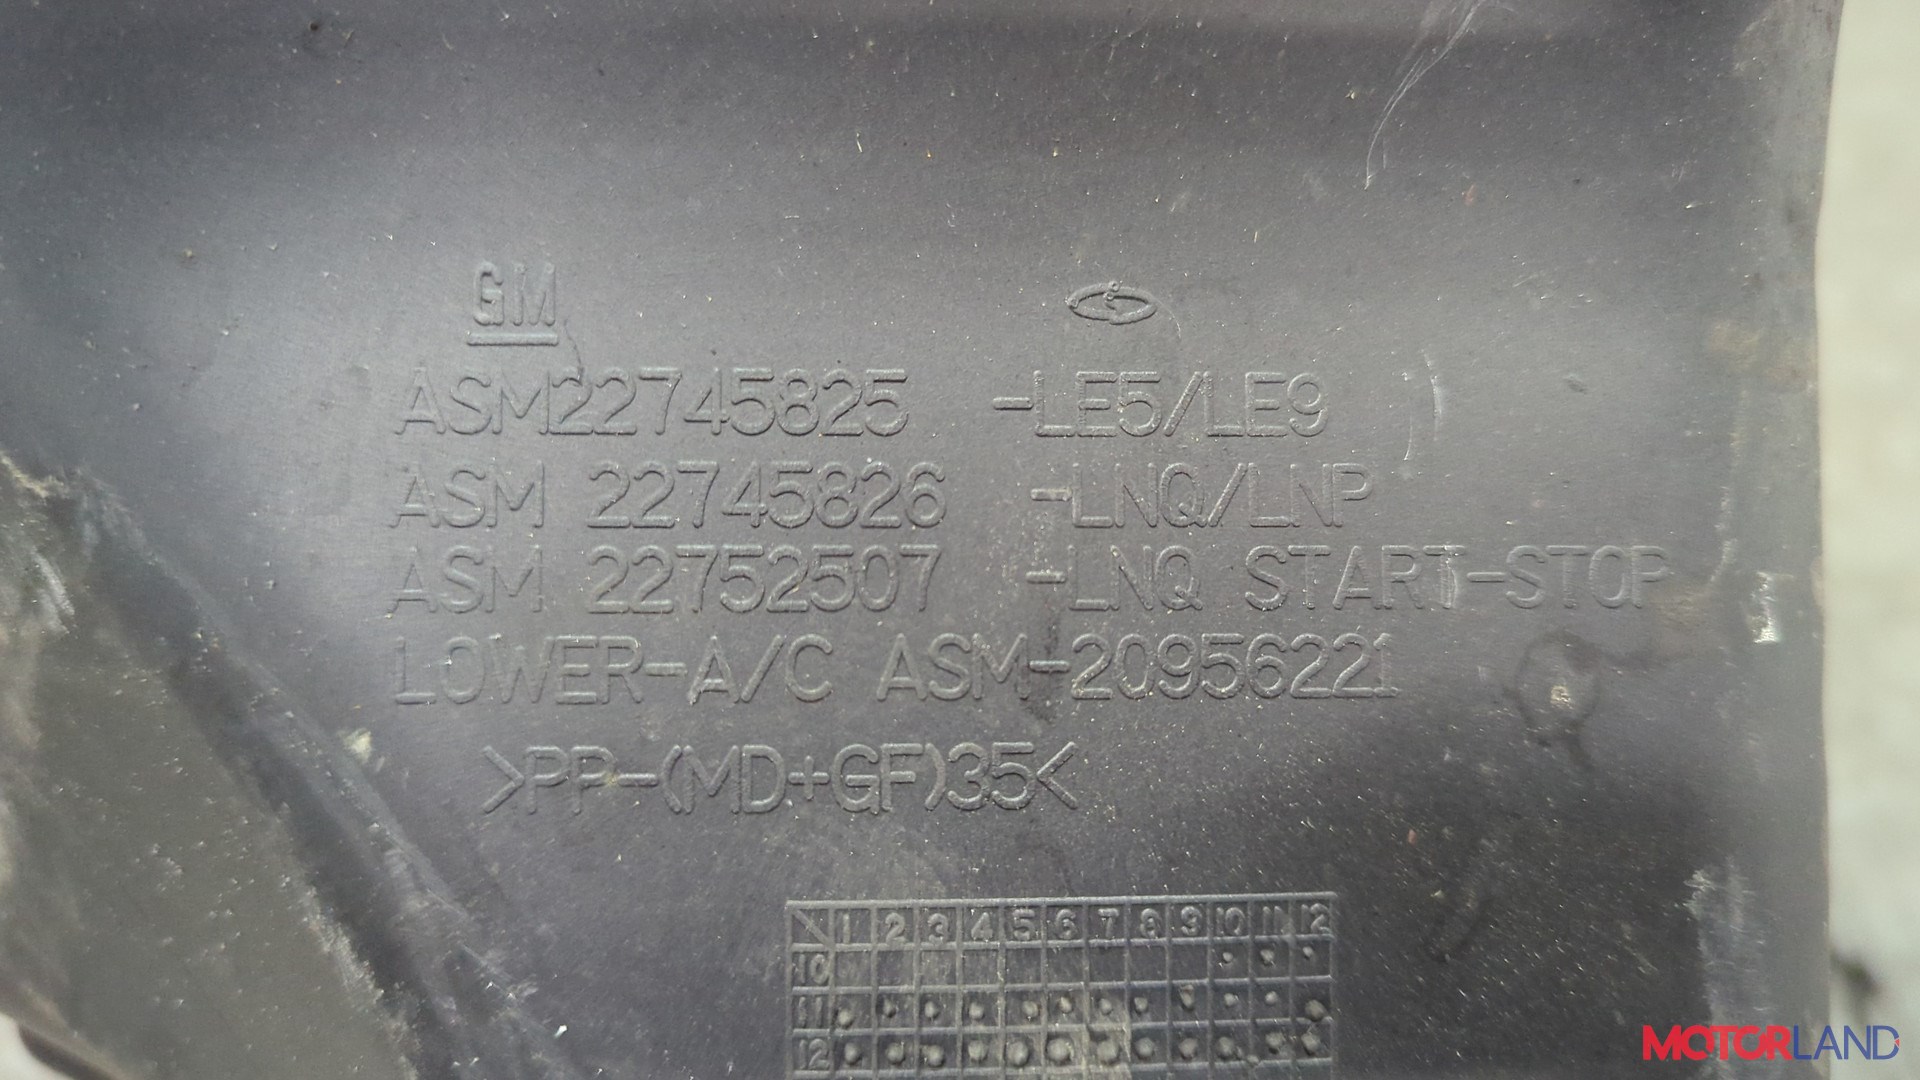 GM
ASM22745825 -LE5/LE9
ASM 22745826 -LNQ/LNP
ASM 22752507 -LNQ START-STOP
LOWER-A/C ASM-20956221
>PP-(MD+GF)35<
1 2 3 4 5 6 7 8 9 10 11 12
10
11
12
MOTORLAND